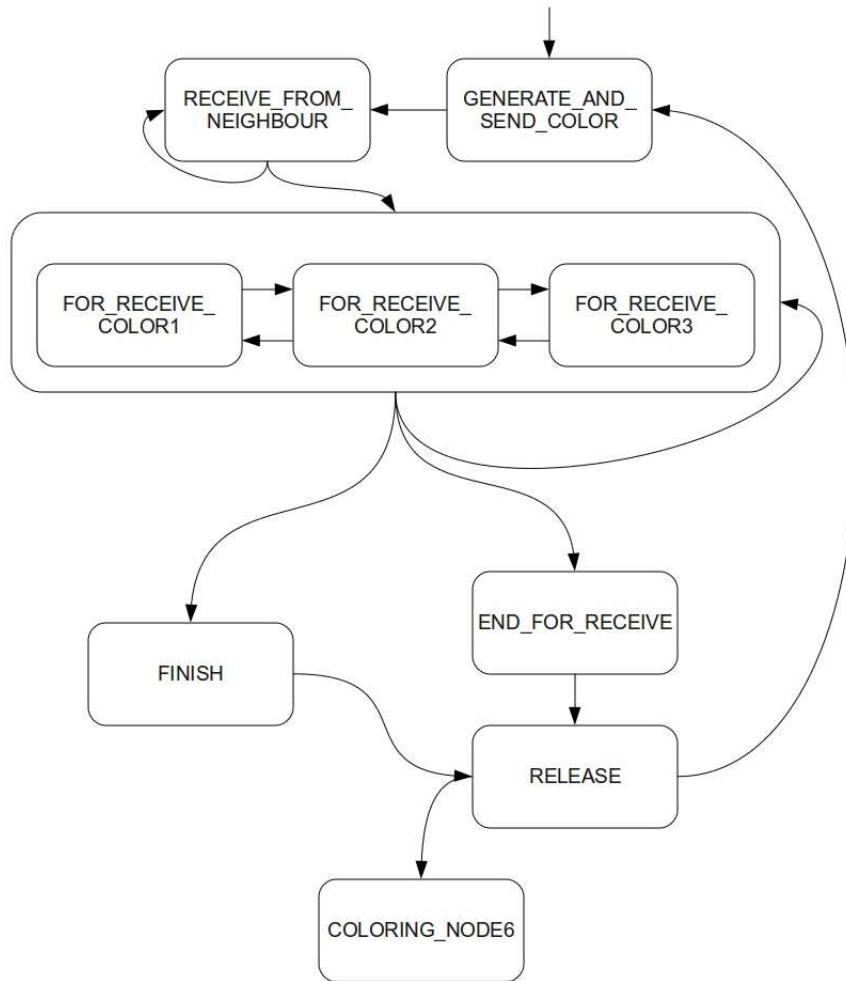 RECEIVE_FROM_
NEIGHBOUR
GENERATE_AND_
SEND_COLOR
FOR_RECEIVE_
COLOR1
FOR_RECEIVE_
COLOR2
FOR_RECEIVE_
COLOR3
END_FOR_RECEIVE
FINISH
RELEASE
COLORING_NODE6